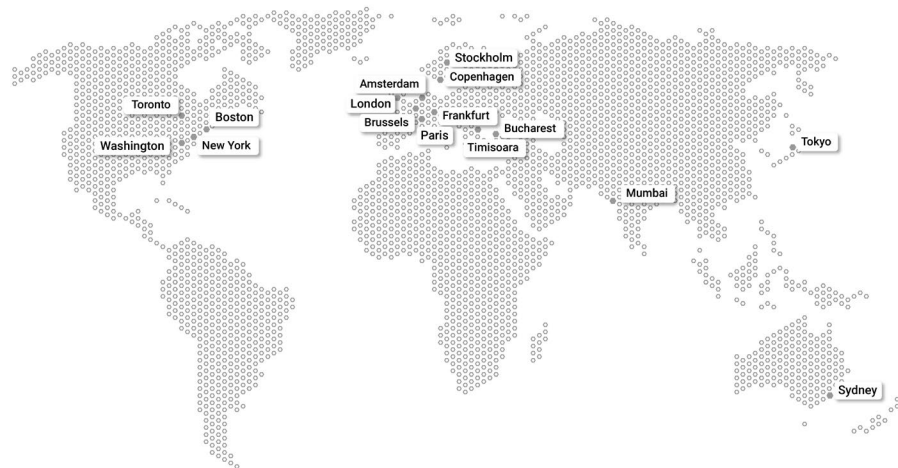 Stockholm
Copenhagen
Amsterdam
London
Toronto
Boston
Frankfurt
Brussels
Bucharest
Paris
Tokyo
Washington
New York
Timisoara
Mumbai
Sydney